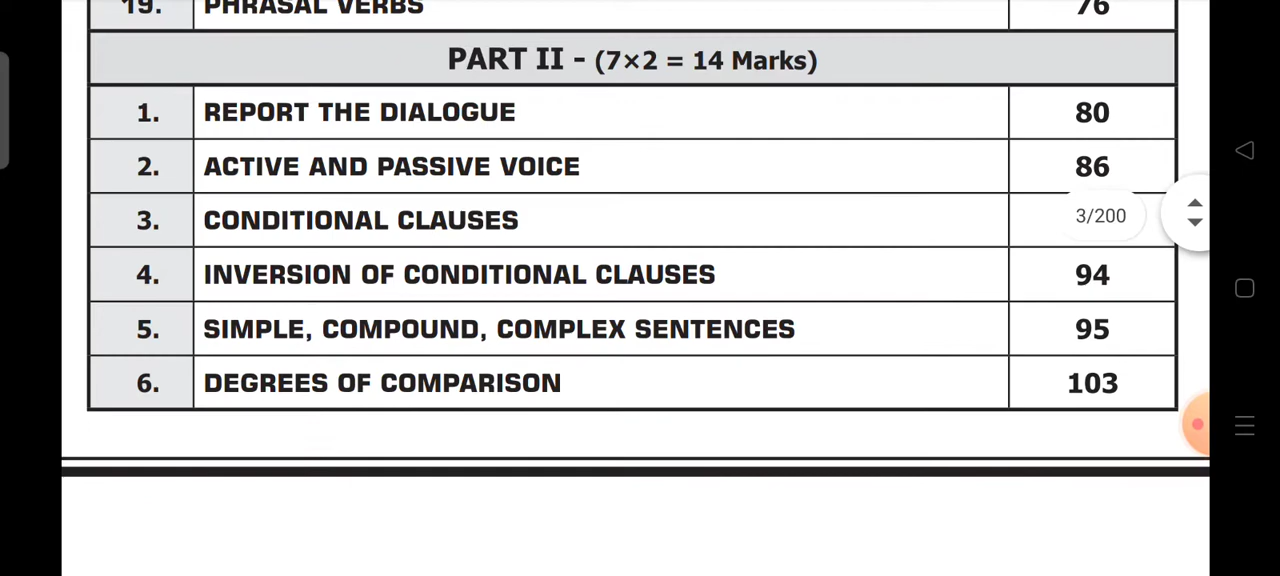 19. PHRASAL VERBS 76
PART II - (7×2 = 14 Marks)
1. REPORT THE DIALOGUE 80
2. ACTIVE AND PASSIVE VOICE 86
3. CONDITIONAL CLAUSES 3/200
4. INVERSION OF CONDITIONAL CLAUSES 94
5. SIMPLE, COMPOUND, COMPLEX SENTENCES 95
6. DEGREES OF COMPARISON 103